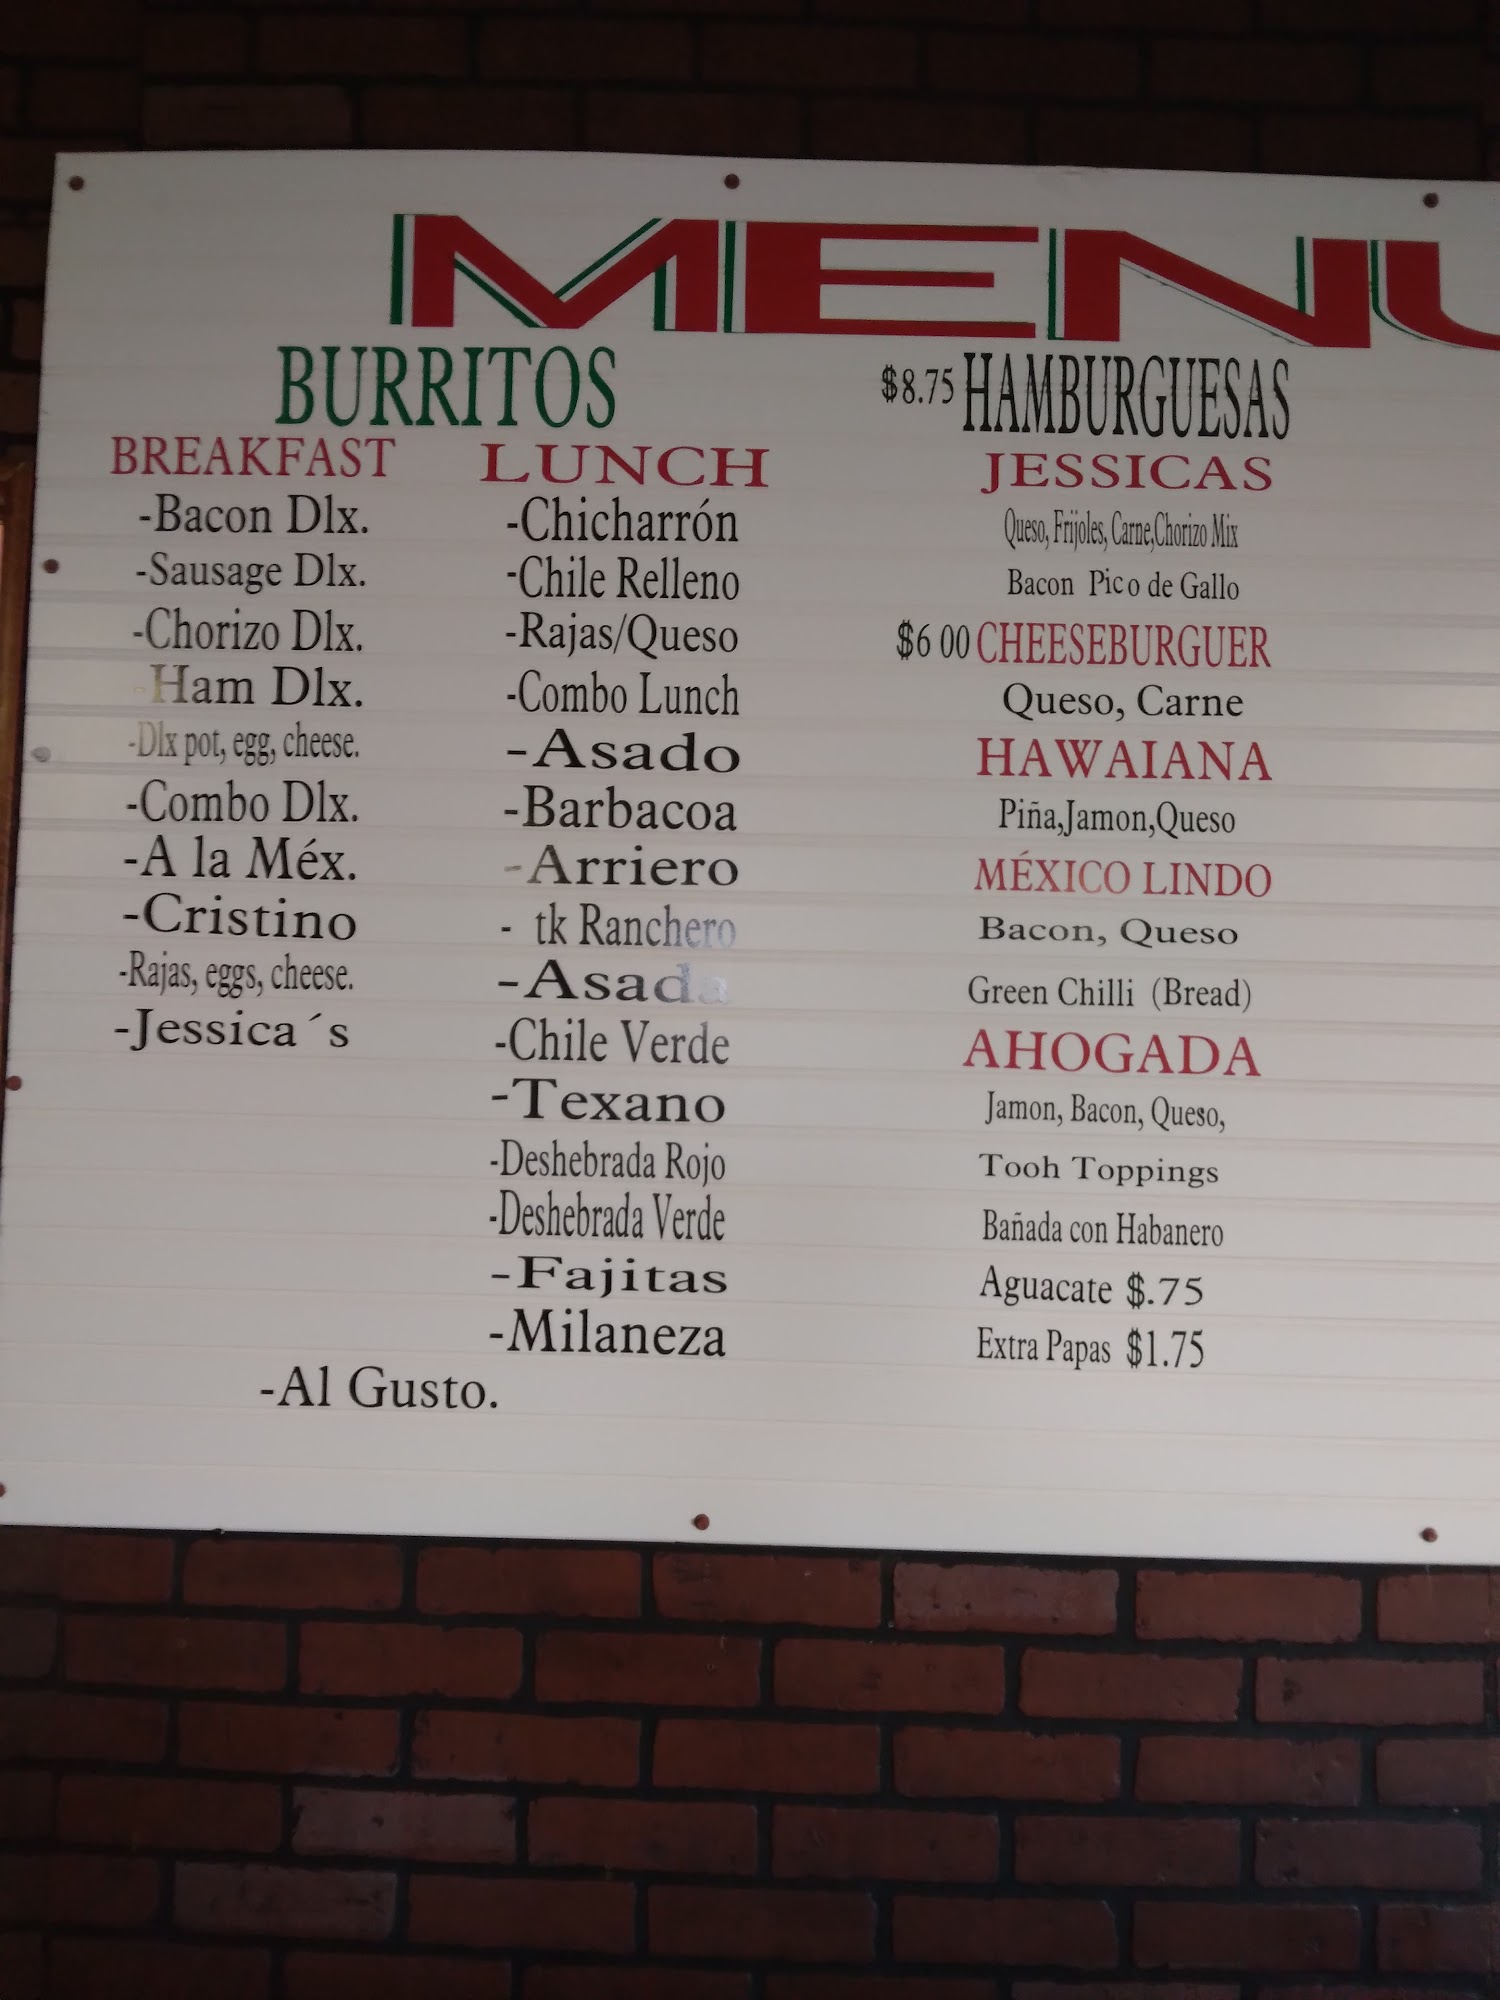 MENU
BURRITOS
BREAKFAST
-Bacon Dlx.
-Sausage Dlx.
-Chorizo Dlx.
-Ham Dlx.
-Dlx pot, egg, cheese.
-Combo Dlx.
-A la Méx.
-Cristino
-Rajas, eggs, cheese.
-Jessica´s
LUNCH
-Chicharrón
-Chile Relleno
-Rajas/Queso
-Combo Lunch
-Asado
-Barbacoa
-Arriero
- tk Ranchero
-Asada
-Chile Verde
-Texano
-Deshebrada Rojo
-Deshebrada Verde
-Fajitas
-Milaneza
-Al Gusto.
$8.75 HAMBURGUESAS
JESSICAS
Queso, Frijoles, Carne,Chorizo Mix
Bacon Pico de Gallo
$6 00 CHEESEBURGUER
Queso, Carne
HAWAIANA
Piña,Jamon,Queso
MÉXICO LINDO
Bacon, Queso
Green Chilli (Bread)
AHOGADA
Jamon, Bacon, Queso,
Tooh Toppings
Bañada con Habanero
Aguacate $.75
Extra Papas $1.75